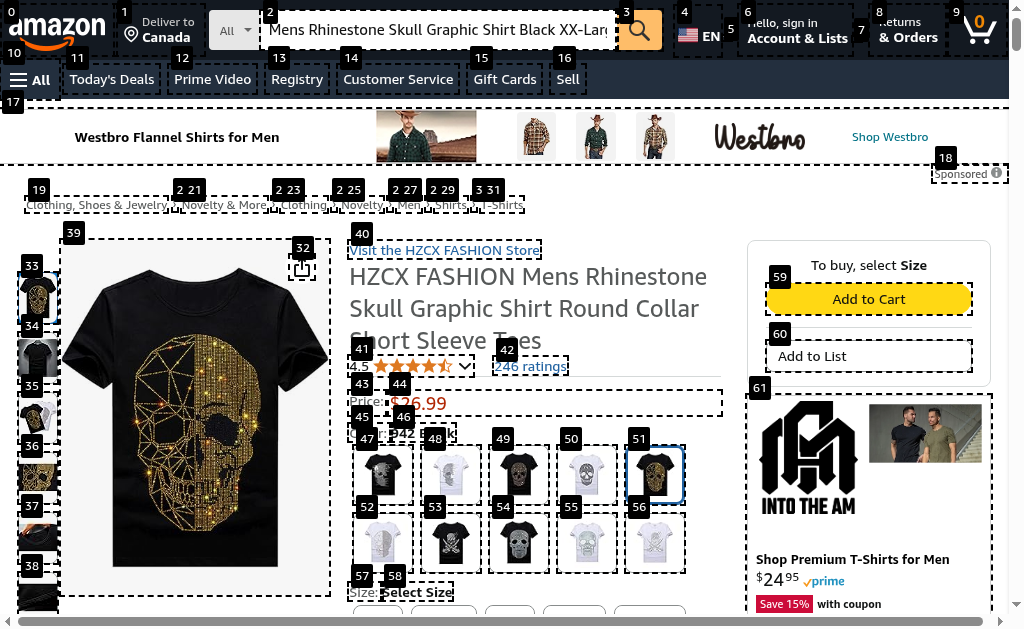 0 1 2 3 4 5 6 7 8 9
amazon
Deliver to
Canada
All
Mens Rhinestone Skull Graphic Shirt Black XX-Larg
EN
Hello, sign in
Account & Lists
Returns
& Orders
0
10 11 12 13 14 15 16
All
Today's Deals
Prime Video
Registry
Customer Service
Gift Cards
Sell
17
Westbro Flannel Shirts for Men
Westbro
Shop Westbro
18
Sponsored
19 2 21 2 23 2 25 2 27 2 29 3 31
Clothing, Shoes & Jewelry › Novelty & More › Clothing › Novelty › Men › Shirts › T-Shirts
39
32
33
34
35
36
37
38
40
Visit the HZCX FASHION Store
HZCX FASHION Mens Rhinestone
Skull Graphic Shirt Round Collar
Short Sleeve Tees
41 42
4.5
246 ratings
43 44
Price: $26.99
45 46
942
47 48 49 50 51
52 53 54 55 56
57 58
Size: Select Size
To buy, select Size
59
Add to Cart
60
Add to List
61
INTO THE AM
Shop Premium T-Shirts for Men
$24 95 prime
Save 15% with coupon